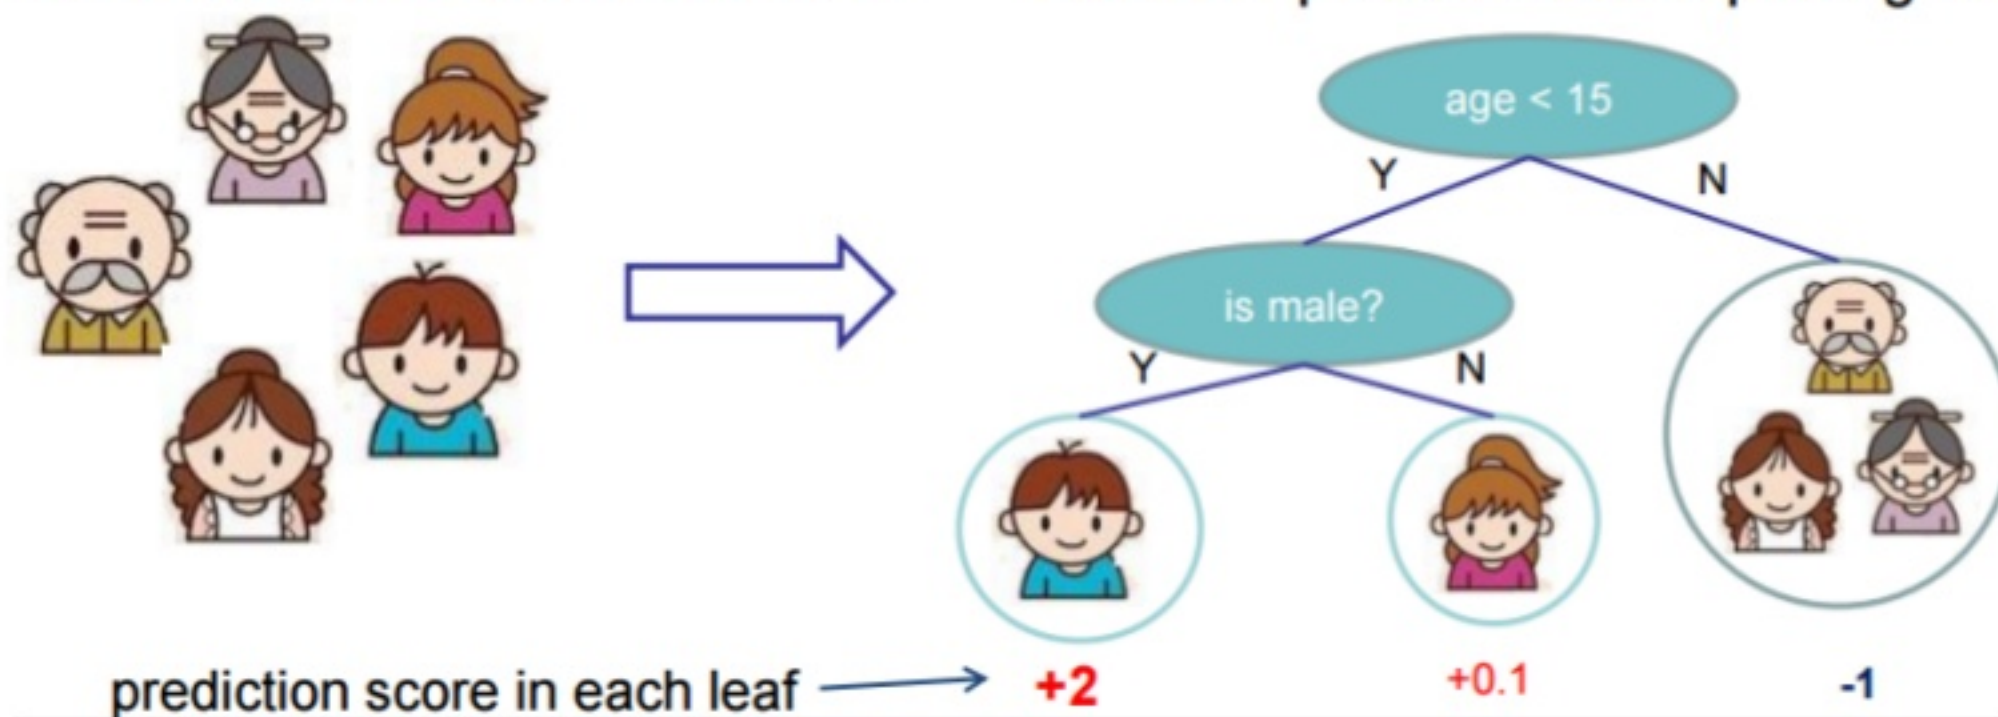 age < 15
Y
N
is male?
Y
N
prediction score in each leaf
+2
+0.1
-1